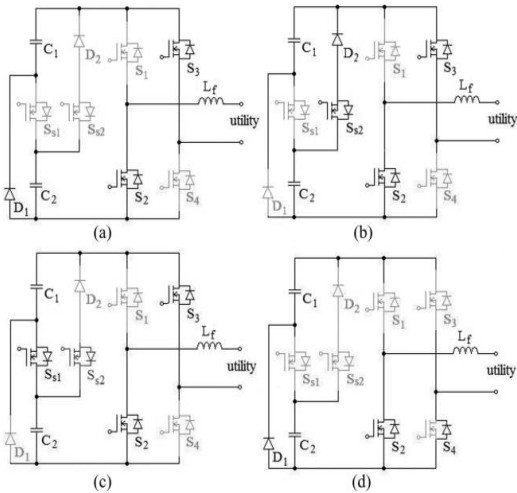 C1
D2
S1
S3
Lf
utility
Ss1
Ss2
C2
D1
S2
S4
(a)
C1
D2
S1
S3
Lf
utility
Ss1
Ss2
C2
D1
S2
S4
(b)
C1
D2
S1
S3
Lf
utility
Ss1
Ss2
C2
D1
S2
S4
(c)
C1
D2
S1
S3
Lf
utility
Ss1
Ss2
C2
D1
S2
S4
(d)